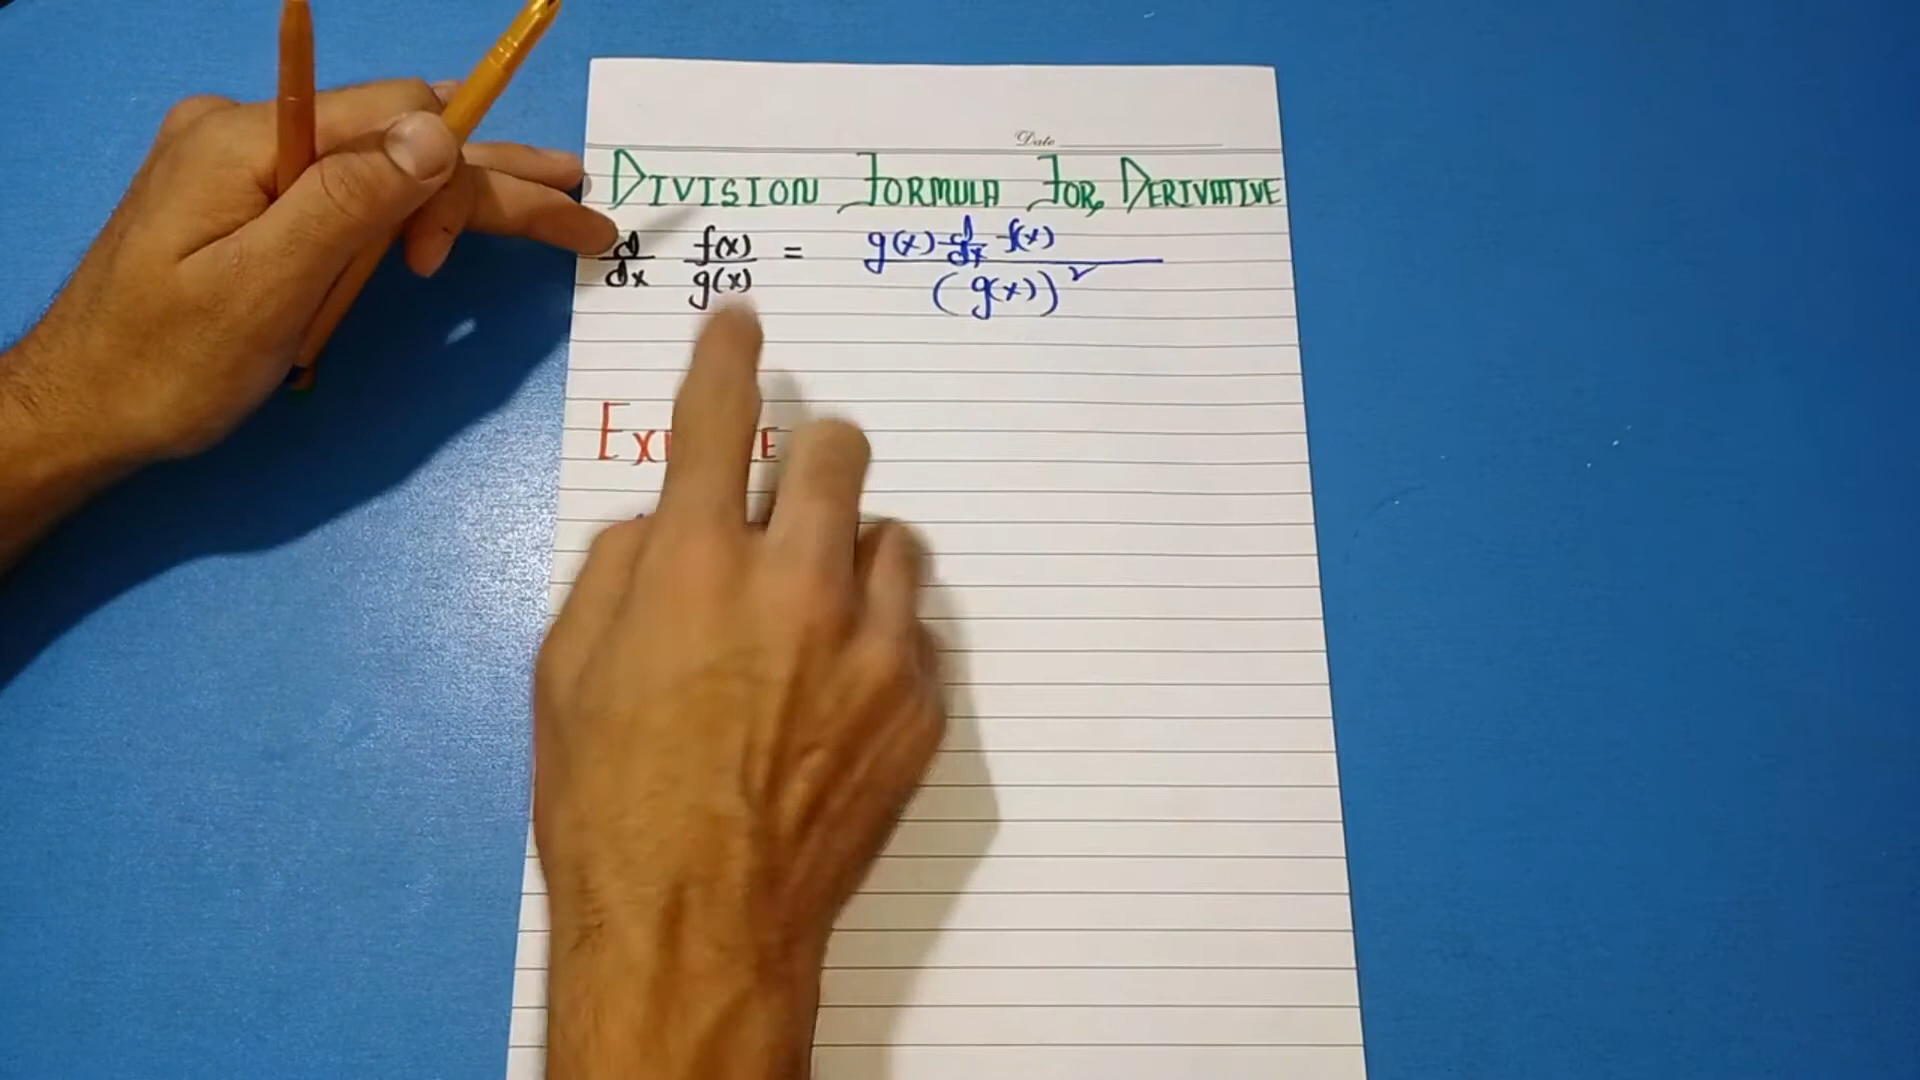 Date
DIVISION FORMULA FOR DERIVATIVE
d/dx f(x)/g(x) = g(x) d/dx f(x) / (g(x))²